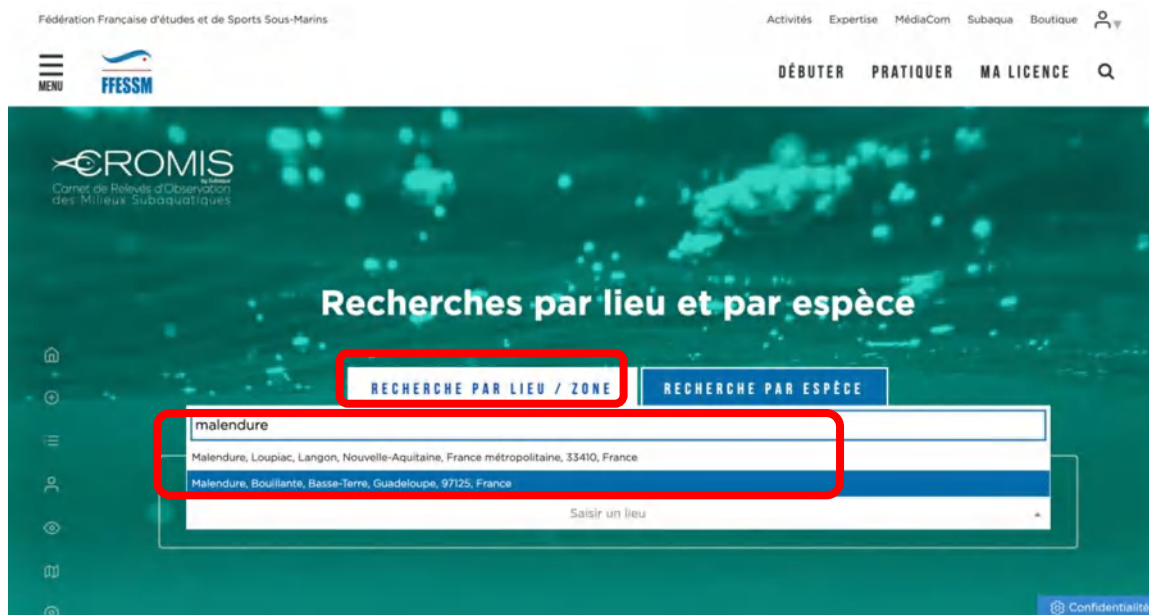 Fédération Française d'études et de Sports Sous-Marins
Activités Expertise MédiaCom Subaqua Boutique
MENU
FFESSM
DÉBUTER PRATIQUER MA LICENCE
CROMIS
by Subaqua
Carnet de Relevés d'Observation
des Milieux Subaquatiques
Recherches par lieu et par espèce
RECHERCHE PAR LIEU / ZONE
RECHERCHE PAR ESPÈCE
malendure
Malendure, Loupiac, Langon, Nouvelle-Aquitaine, France métropolitaine, 33410, France
Malendure, Bouillante, Basse-Terre, Guadeloupe, 97125, France
Saisir un lieu
Confidentialité